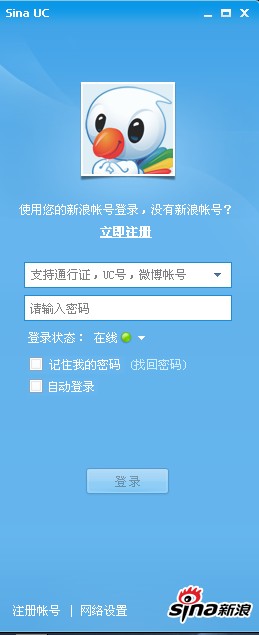 Sina UC
使用您的新浪帐号登录，没有新浪帐号？
立即注册
支持通行证，UC号，微博帐号
请输入密码
登录状态： 在线
记住我的密码 (找回密码)
自动登录
登录
注册帐号 | 网络设置
sina新浪